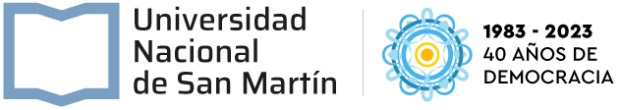 Universidad
Nacional
de San Martín
1983 - 2023
40 AÑOS DE
DEMOCRACIA